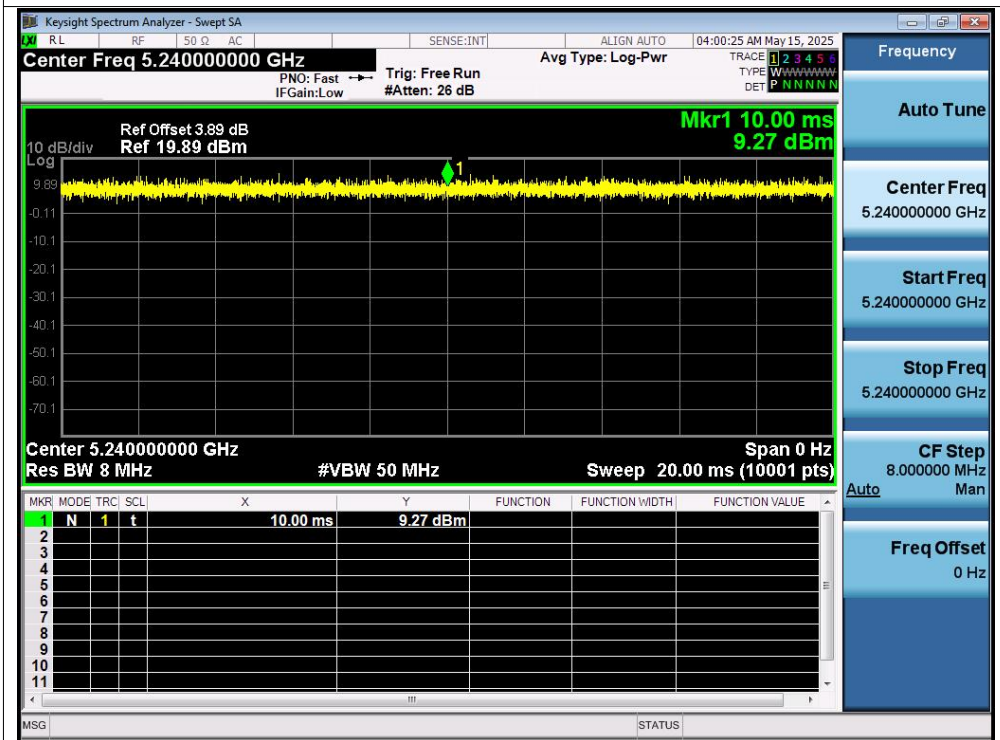 Keysight Spectrum Analyzer - Swept SA
LXI RL RF 50 Ω AC SENSE:INT ALIGN AUTO 04:00:25 AM May 15, 2025
Center Freq 5.240000000 GHz
PNO: Fast
IFGain:Low
Trig: Free Run
#Atten: 26 dB
Avg Type: Log-Pwr
TRACE 1 2 3 4 5 6
TYPE WWWWWWW
DET P N N N N N
Mkr1 10.00 ms
9.27 dBm
Ref Offset 3.89 dB
10 dB/div Ref 19.89 dBm
Log
1
9.89
-0.11
-10.1
-20.1
-30.1
-40.1
-50.1
-60.1
-70.1
Center 5.240000000 GHz Span 0 Hz
Res BW 8 MHz #VBW 50 MHz Sweep 20.00 ms (10001 pts)
MKR MODE TRC SCL X Y FUNCTION FUNCTION WIDTH FUNCTION VALUE
1 N 1 t 10.00 ms 9.27 dBm
2
3
4
5
6
7
8
9
10
11
MSG STATUS
Frequency
Auto Tune
Center Freq
5.240000000 GHz
Start Freq
5.240000000 GHz
Stop Freq
5.240000000 GHz
CF Step
8.000000 MHz
Auto Man
Freq Offset
0 Hz